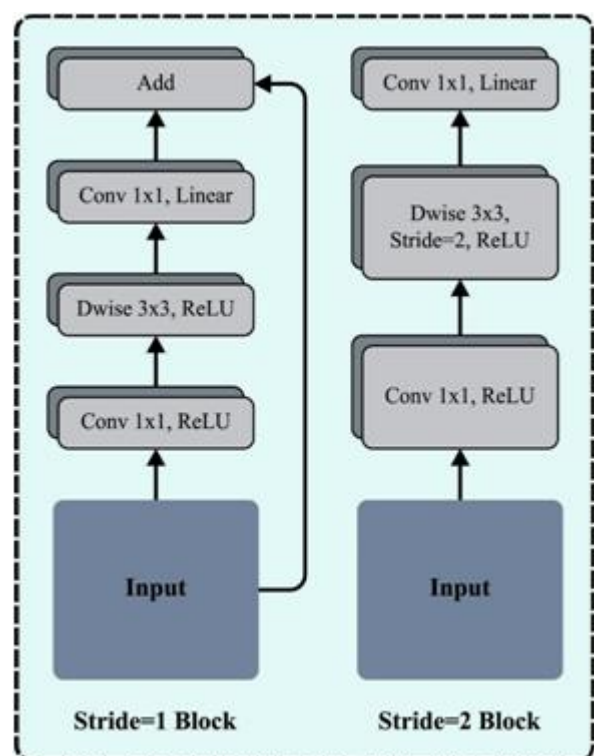 Add
Conv 1x1, Linear
Dwise 3x3, ReLU
Conv 1x1, ReLU
Input
Stride=1 Block
Conv 1x1, Linear
Dwise 3x3,
Stride=2, ReLU
Conv 1x1, ReLU
Input
Stride=2 Block